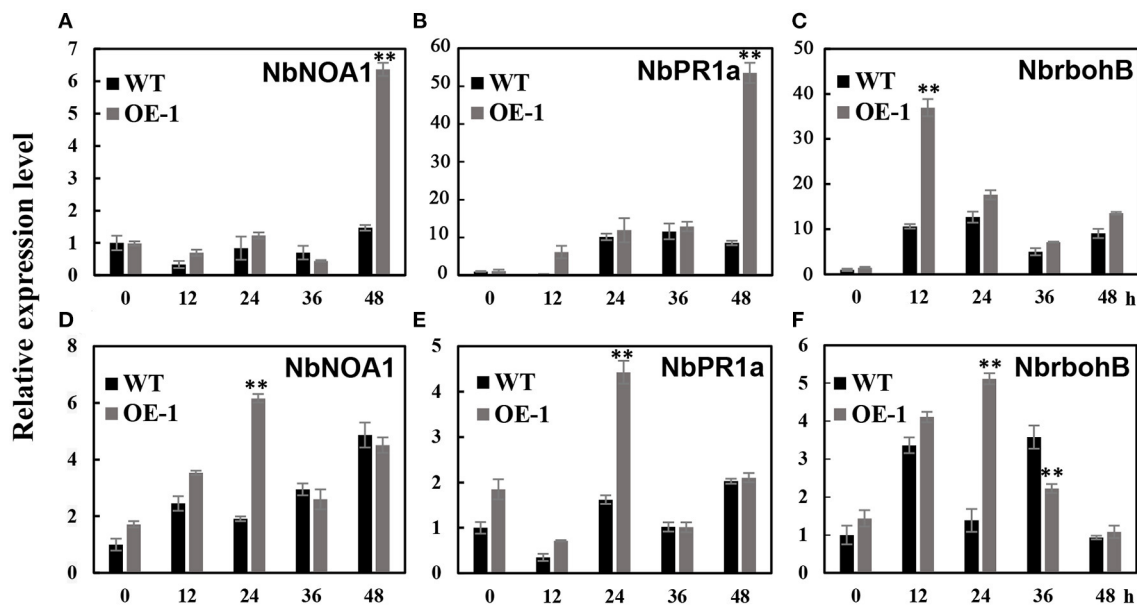 Relative expression level
A
NbNOA1
WT
OE-1
**
7
6
5
4
3
2
1
0
0 12 24 36 48
B
NbPR1a
WT
OE-1
**
60
50
40
30
20
10
0
0 12 24 36 48
C
NbrbohB
WT
OE-1
**
50
40
30
20
10
0
0 12 24 36 48 h
D
NbNOA1
WT
OE-1
**
8
6
4
2
0
0 12 24 36 48
E
NbPR1a
WT
OE-1
**
5
4
3
2
1
0
0 12 24 36 48
F
NbrbohB
WT
OE-1
**
**
6
5
4
3
2
1
0
0 12 24 36 48 h